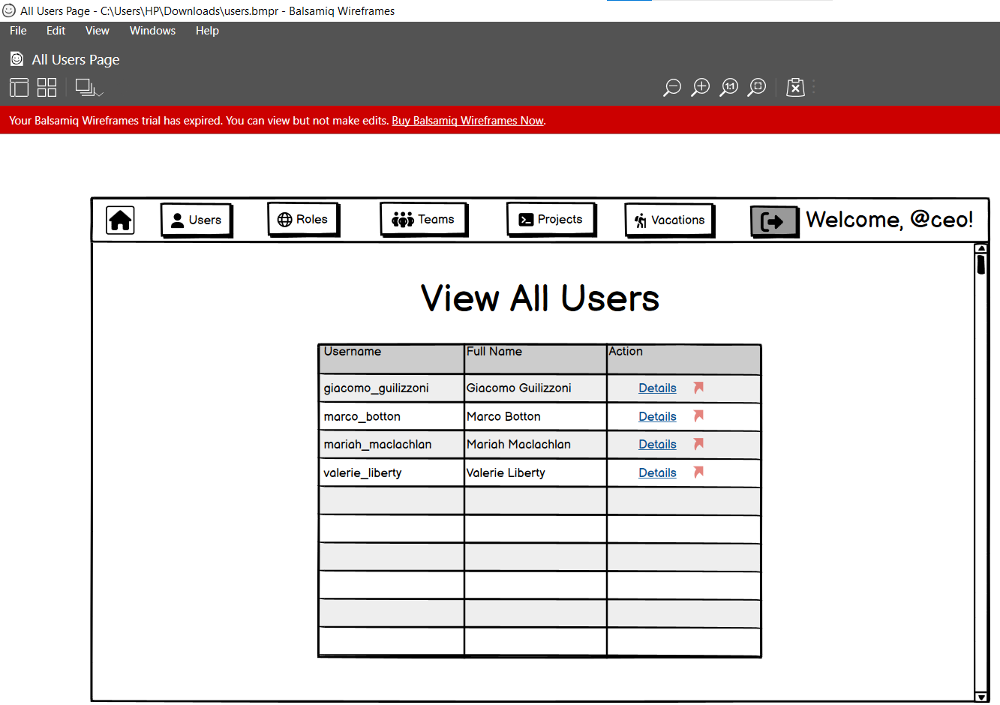 All Users Page - C:\Users\HP\Downloads\users.bmpr - Balsamiq Wireframes
File Edit View Windows Help
All Users Page
1:1
Your Balsamiq Wireframes trial has expired. You can view but not make edits. Buy Balsamiq Wireframes Now.
Users Roles Teams Projects Vacations Welcome, @ceo!
View All Users
Username Full Name Action
giacomo_guilizzoni Giacomo Guilizzoni Details
marco_botton Marco Botton Details
mariah_maclachlan Mariah Maclachlan Details
valerie_liberty Valerie Liberty Details